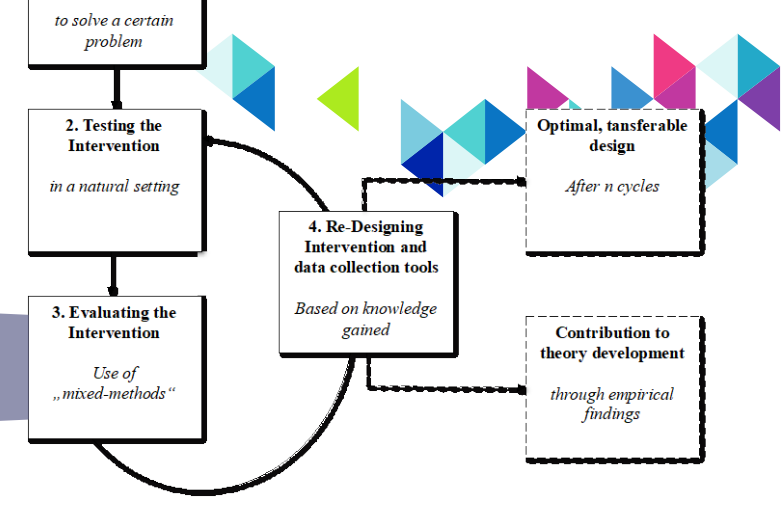 to solve a certain
problem
2. Testing the
Intervention
in a natural setting
3. Evaluating the
Intervention
Use of
„mixed-methods“
4. Re-Designing
Intervention and
data collection tools
Based on knowledge
gained
Optimal, tansferable
design
After n cycles
Contribution to
theory development
through empirical
findings